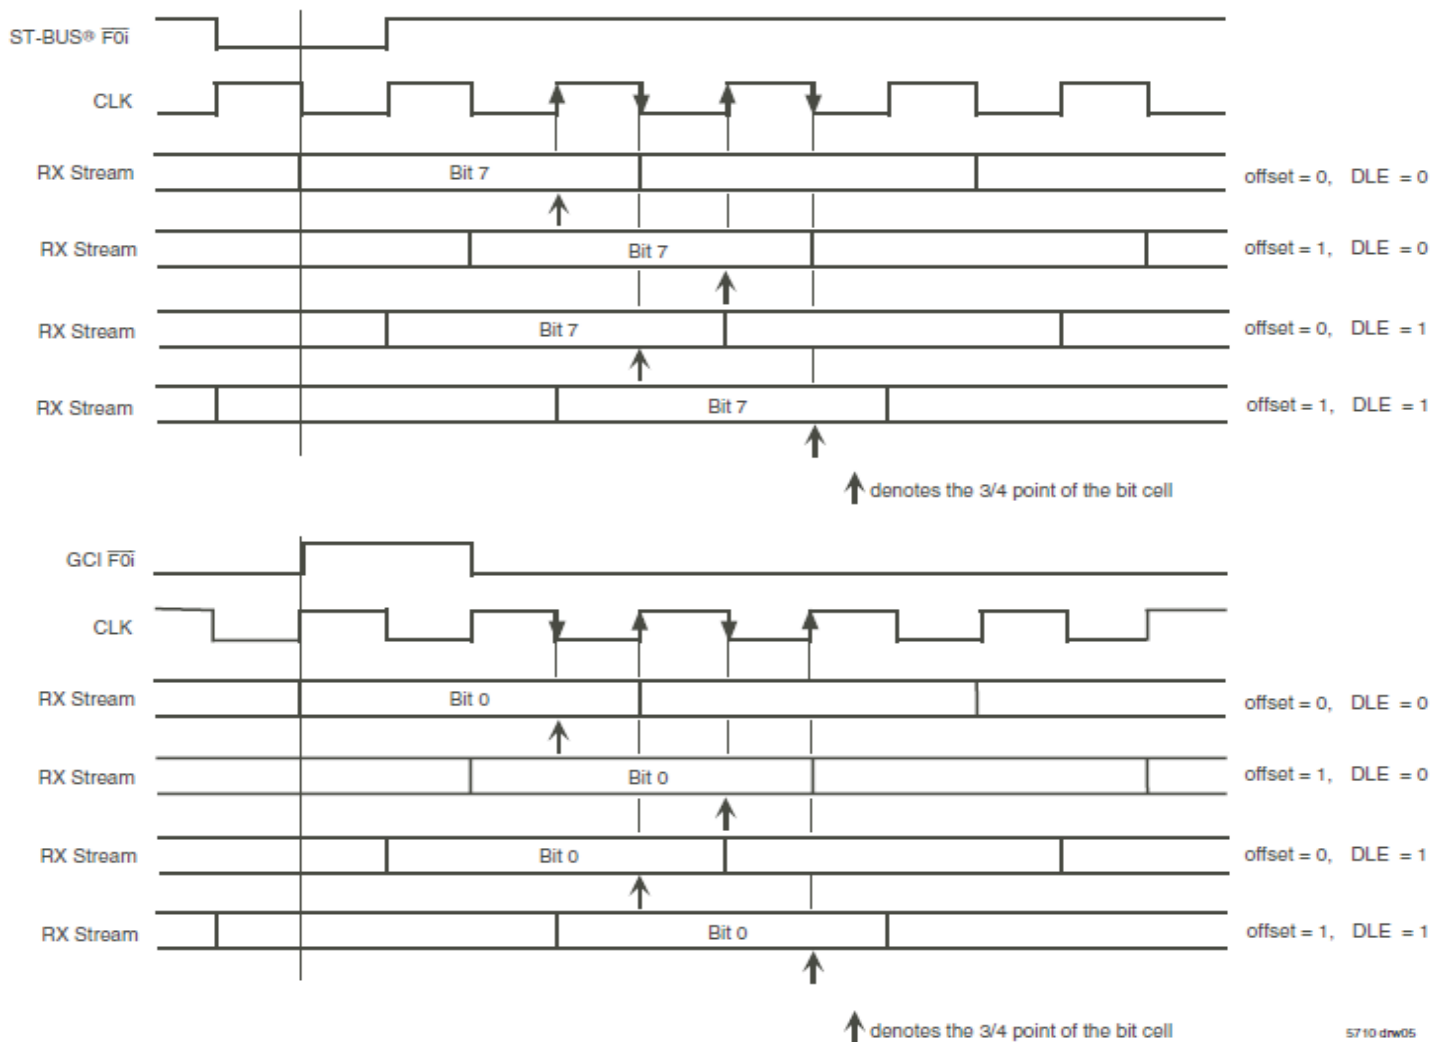 ST-BUS® F0i
CLK
RX Stream Bit 7 offset = 0, DLE = 0
RX Stream Bit 7 offset = 1, DLE = 0
RX Stream Bit 7 offset = 0, DLE = 1
RX Stream Bit 7 offset = 1, DLE = 1
denotes the 3/4 point of the bit cell
GCI F0i
CLK
RX Stream Bit 0 offset = 0, DLE = 0
RX Stream Bit 0 offset = 1, DLE = 0
RX Stream Bit 0 offset = 0, DLE = 1
RX Stream Bit 0 offset = 1, DLE = 1
denotes the 3/4 point of the bit cell
5710 drw05